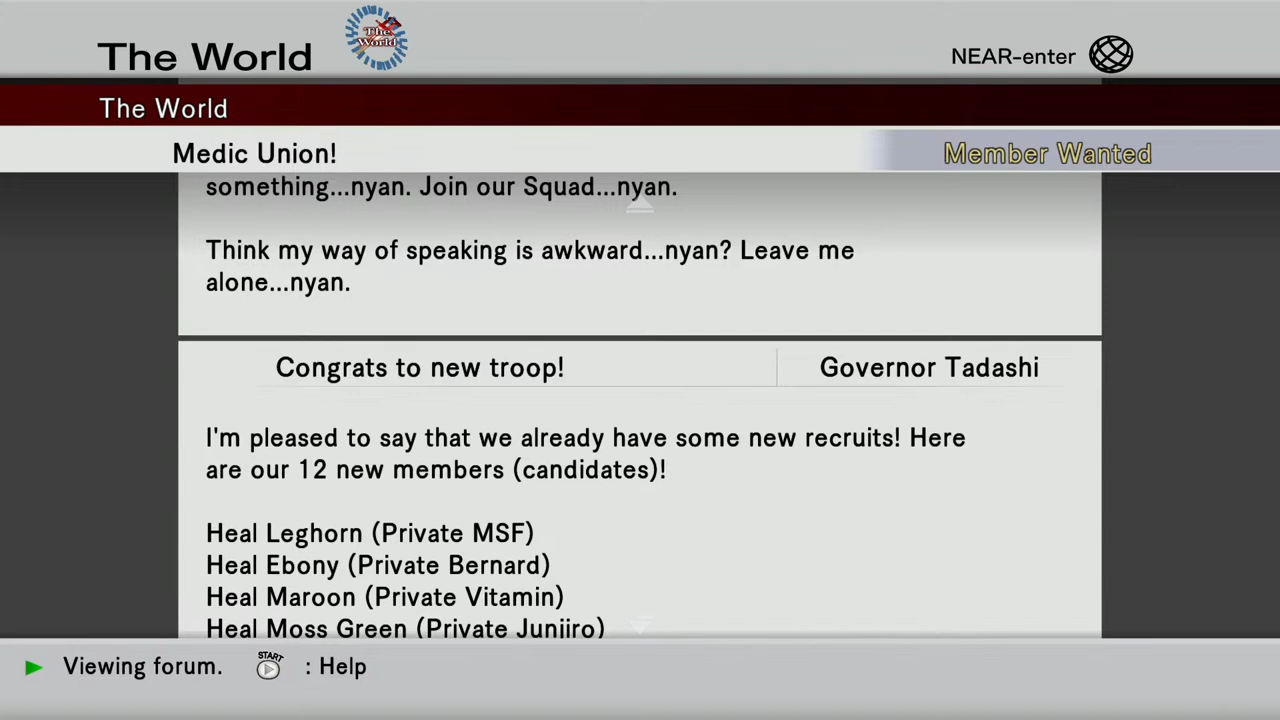 The World
The World
NEAR-enter
The World
Medic Union!
Member Wanted
something...nyan. Join our Squad...nyan.
Think my way of speaking is awkward...nyan? Leave me
alone...nyan.
Congrats to new troop!
Governor Tadashi
I'm pleased to say that we already have some new recruits! Here
are our 12 new members (candidates)!
Heal Leghorn (Private MSF)
Heal Ebony (Private Bernard)
Heal Maroon (Private Vitamin)
Heal Moss Green (Private Junjiro)
Viewing forum.
START
: Help